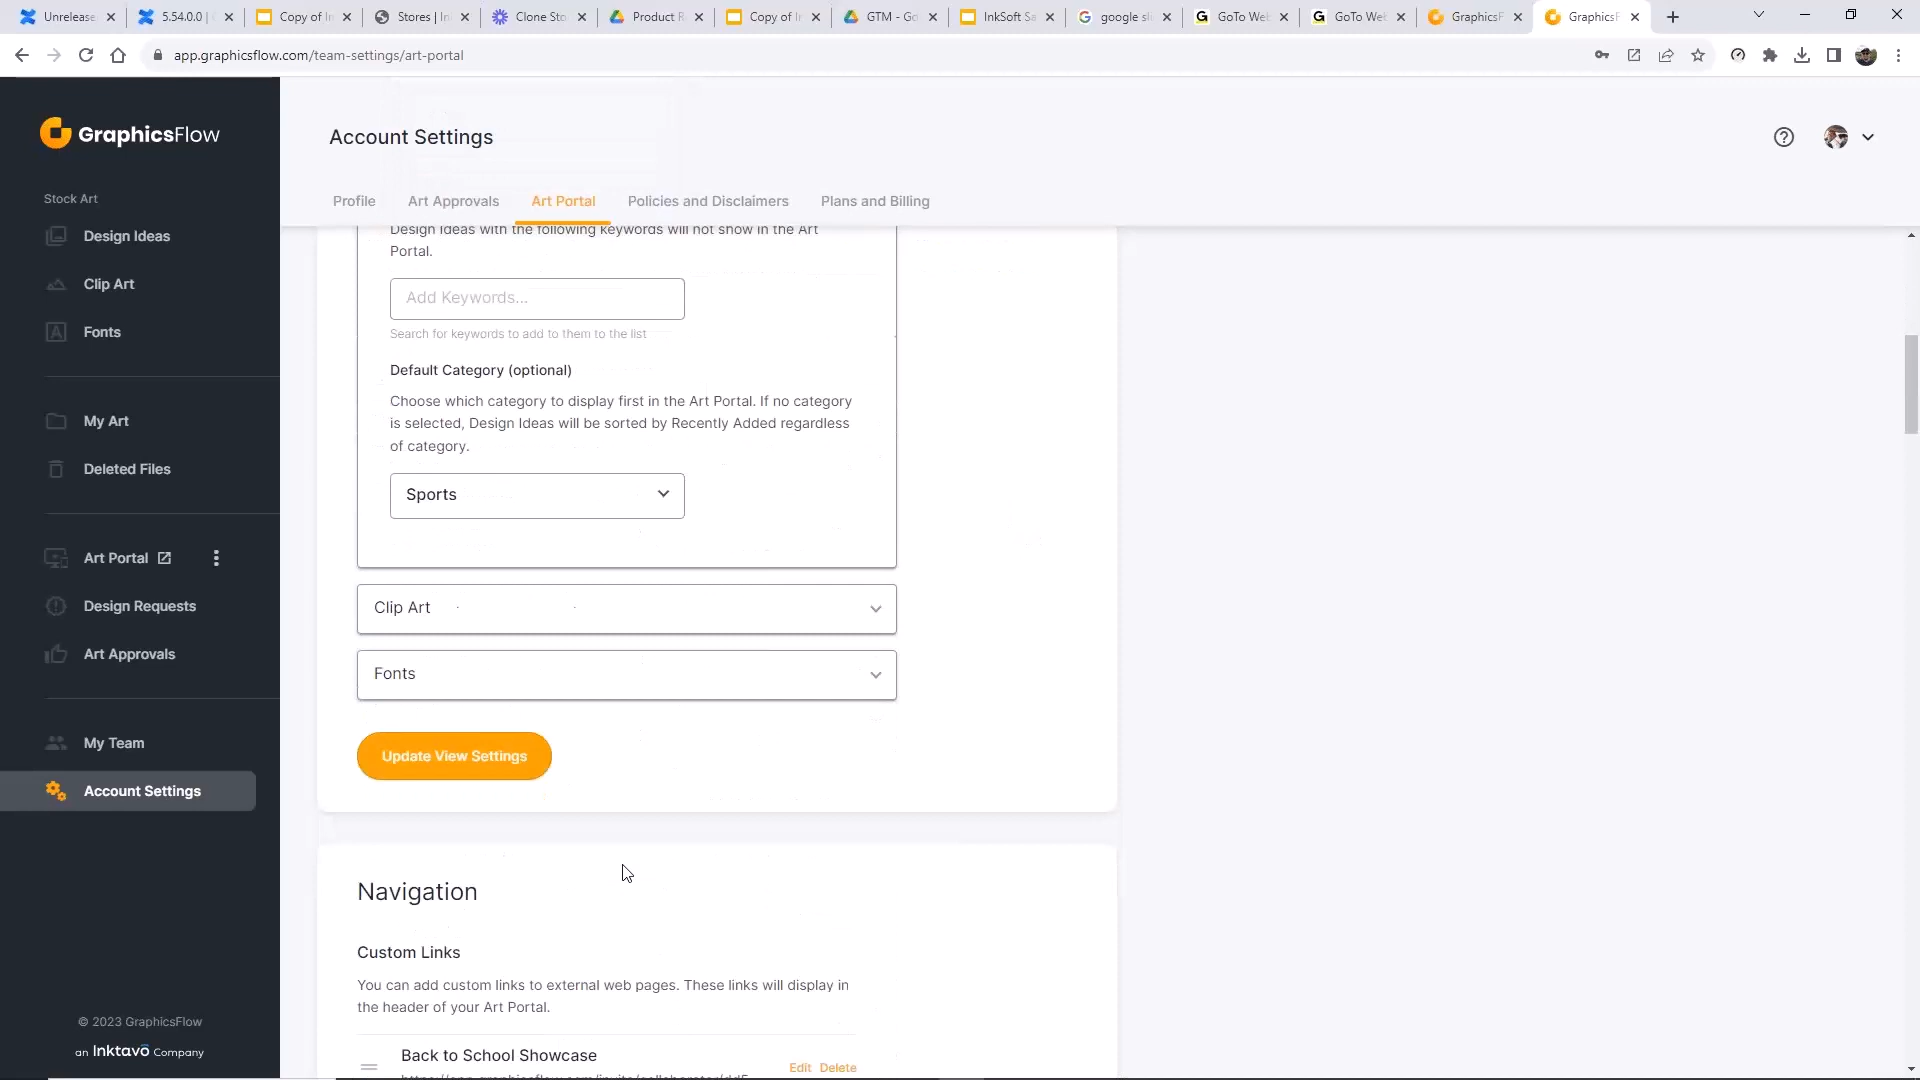 Unrelease
5.54.0.0 |
Copy of In
Stores | In
Clone Sto
Product R
Copy of In
GTM - Go
InkSoft Sa
google sli
GoTo Web
GoTo Web
GraphicsF
GraphicsF
app.graphicsflow.com/team-settings/art-portal
GraphicsFlow
Account Settings
Stock Art
Profile
Art Approvals
Art Portal
Policies and Disclaimers
Plans and Billing
Design Ideas
Clip Art
Fonts
My Art
Deleted Files
Art Portal
Design Requests
Art Approvals
My Team
Account Settings
© 2023 GraphicsFlow
an Inktavo Company
Design Ideas with the following keywords will not show in the Art
Portal.
Add Keywords...
Search for keywords to add to them to the list
Default Category (optional)
Choose which category to display first in the Art Portal. If no category
is selected, Design Ideas will be sorted by Recently Added regardless
of category.
Sports
Clip Art
Fonts
Update View Settings
Navigation
Custom Links
You can add custom links to external web pages. These links will display in
the header of your Art Portal.
Back to School Showcase
Edit Delete